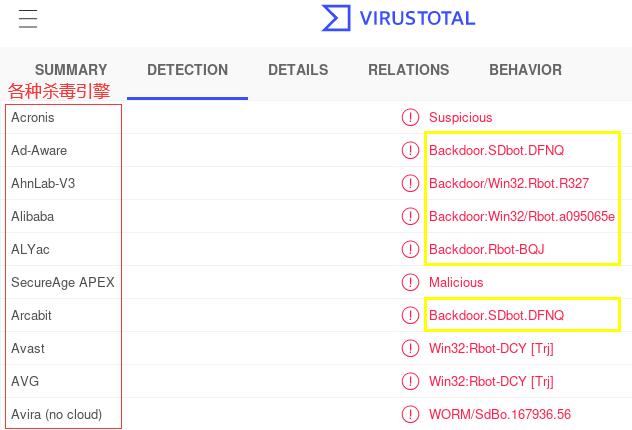 VIRUSTOTAL
SUMMARY DETECTION DETAILS RELATIONS BEHAVIOR
各种杀毒引擎
Acronis Suspicious
Ad-Aware Backdoor.SDbot.DFNQ
AhnLab-V3 Backdoor/Win32.Rbot.R327
Alibaba Backdoor:Win32/Rbot.a095065e
ALYac Backdoor.Rbot-BQJ
SecureAge APEX Malicious
Arcabit Backdoor.SDbot.DFNQ
Avast Win32:Rbot-DCY [Trj]
AVG Win32:Rbot-DCY [Trj]
Avira (no cloud) WORM/SdBo.167936.56